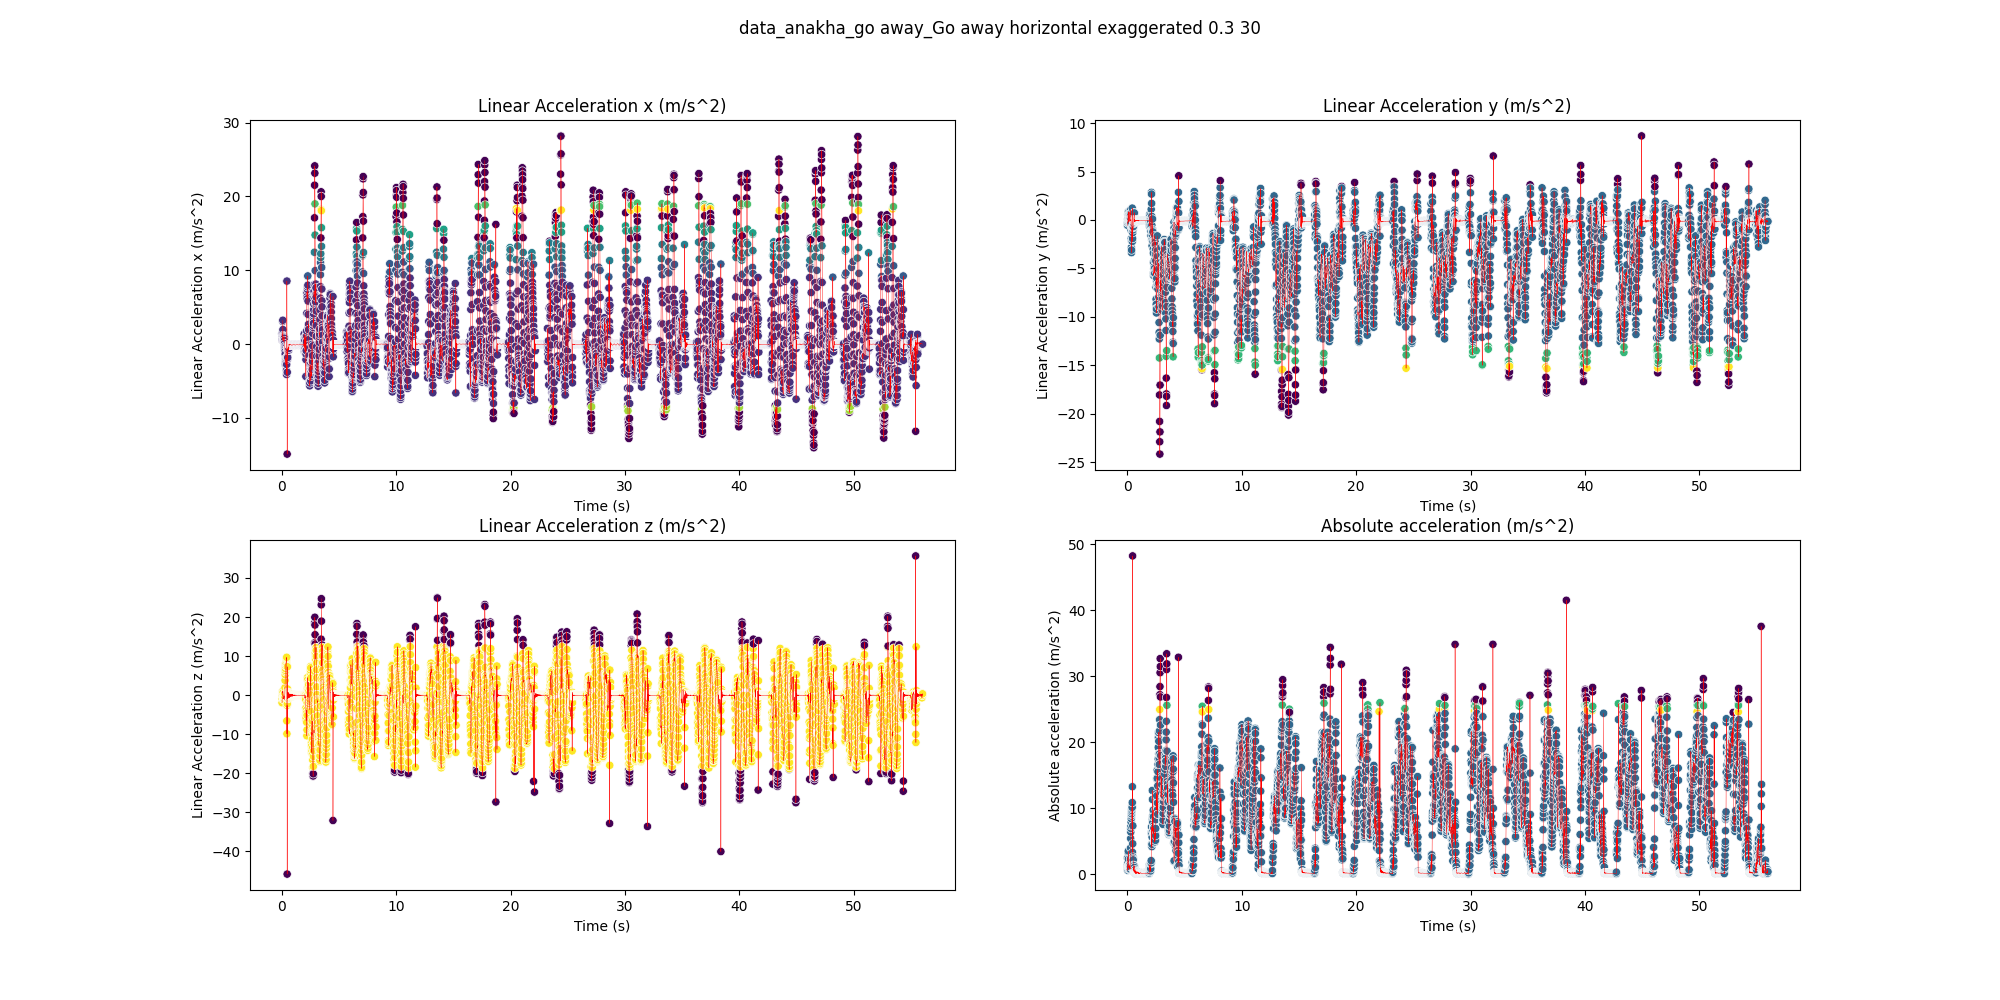 data_anakha_go away_Go away horizontal exaggerated 0.3 30
Linear Acceleration x (m/s^2)
Linear Acceleration x (m/s^2)
30
20
10
0
−10
0 10 20 30 40 50
Time (s)
Linear Acceleration y (m/s^2)
Linear Acceleration y (m/s^2)
10
5
0
−5
−10
−15
−20
−25
0 10 20 30 40 50
Time (s)
Linear Acceleration z (m/s^2)
Linear Acceleration z (m/s^2)
30
20
10
0
−10
−20
−30
−40
0 10 20 30 40 50
Time (s)
Absolute acceleration (m/s^2)
Absolute acceleration (m/s^2)
50
40
30
20
10
0
0 10 20 30 40 50
Time (s)